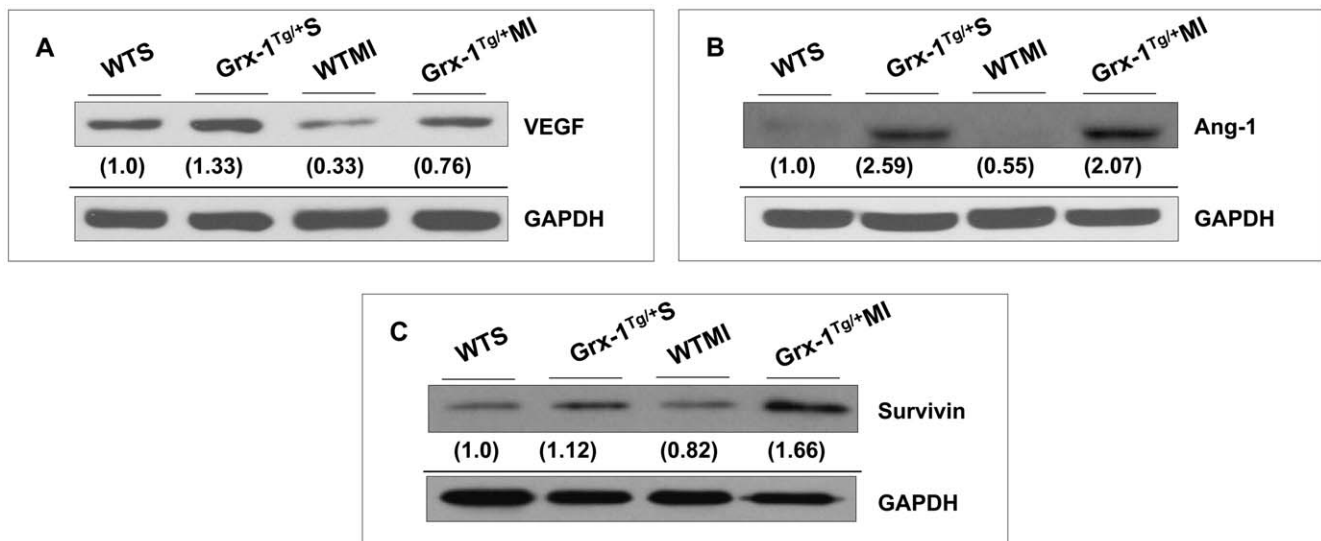 A
WTS Grx-1Tg/+S WTMI Grx-1Tg/+MI
VEGF
(1.0) (1.33) (0.33) (0.76)
GAPDH
B
WTS Grx-1Tg/+S WTMI Grx-1Tg/+MI
Ang-1
(1.0) (2.59) (0.55) (2.07)
GAPDH
C
WTS Grx-1Tg/+S WTMI Grx-1Tg/+MI
Survivin
(1.0) (1.12) (0.82) (1.66)
GAPDH